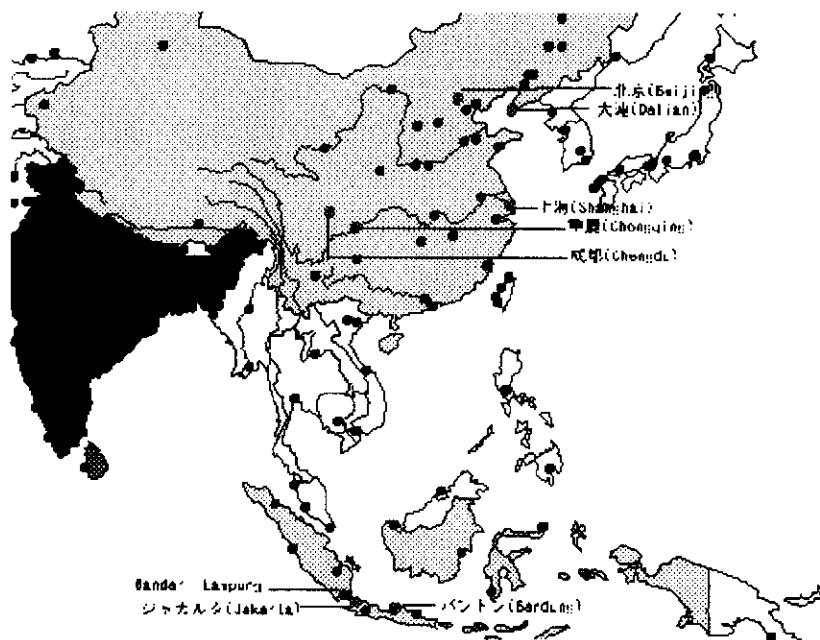 北京(Beiji
大連(Dalian)
上海(Shanghai)
重慶(Chongqing)
成都(Chengdu)
Bandar Lampung
ジャカルタ(Jakarta)
バンドン(Bandung)